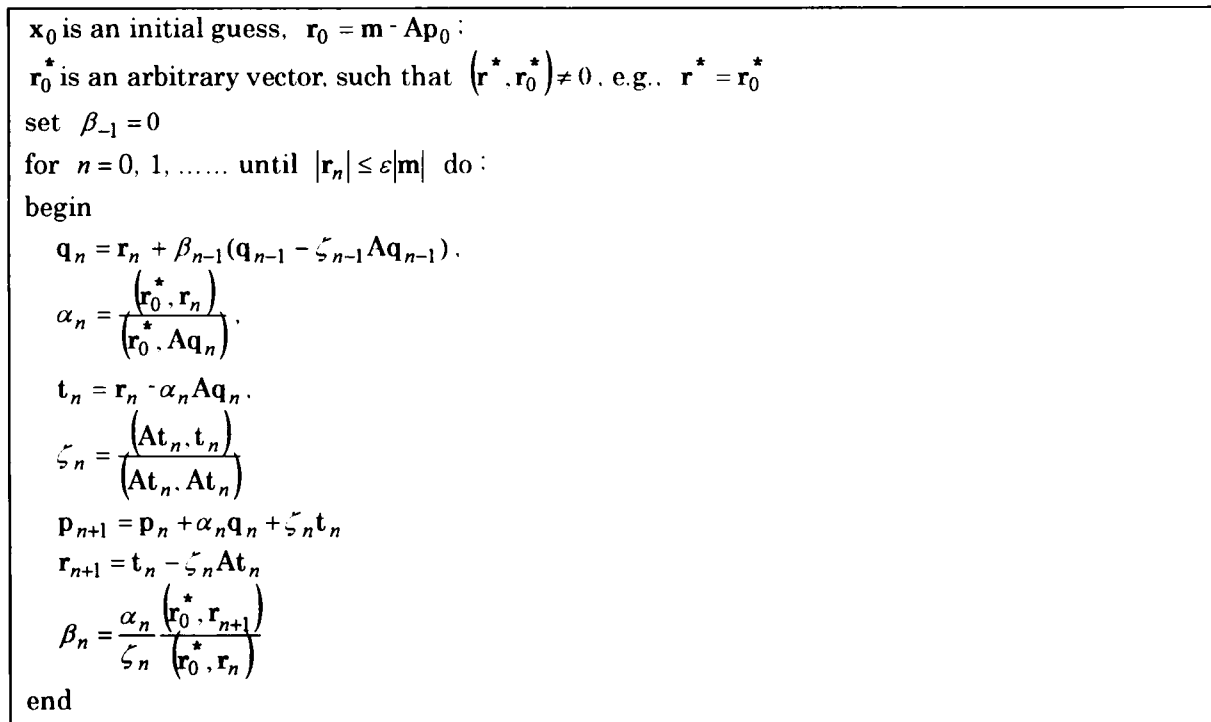 x₀ is an initial guess, r₀ = m - Ap₀ :
r₀* is an arbitrary vector, such that (r*, r₀*) ≠ 0, e.g., r* = r₀*
set β₋₁ = 0
for n = 0, 1, …… until |rₙ| ≤ ε|m| do :
begin
qₙ = rₙ + βₙ₋₁(qₙ₋₁ − ζₙ₋₁Aqₙ₋₁),
αₙ = (r₀*, rₙ) / (r₀*, Aqₙ),
tₙ = rₙ - αₙAqₙ,
ζₙ = (Atₙ, tₙ) / (Atₙ, Atₙ)
pₙ₊₁ = pₙ + αₙqₙ + ζₙtₙ
rₙ₊₁ = tₙ − ζₙAtₙ
βₙ = αₙ / ζₙ (r₀*, rₙ₊₁) / (r₀*, rₙ)
end